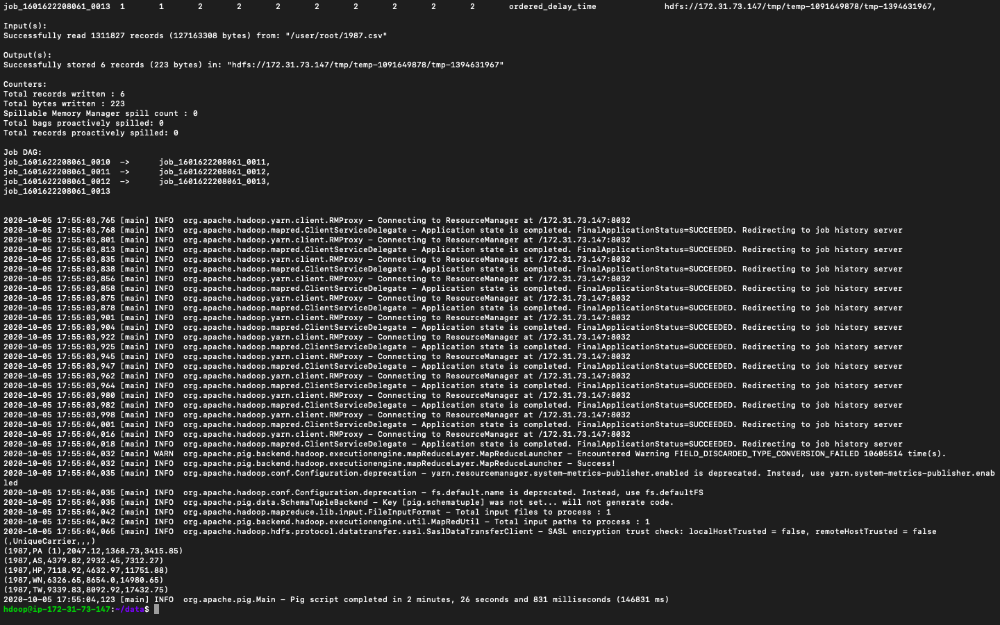 job_1601622208061_0013 1 1 2 2 2 2 2 2 2 2 ordered_delay_time hdfs://172.31.73.147/tmp/temp-1091649878/tmp-1394631967,
Input(s):
Successfully read 1311827 records (127163308 bytes) from: "/user/root/1987.csv"
Output(s):
Successfully stored 6 records (223 bytes) in: "hdfs://172.31.73.147/tmp/temp-1091649878/tmp-1394631967"
Counters:
Total records written : 6
Total bytes written : 223
Spillable Memory Manager spill count : 0
Total bags proactively spilled: 0
Total records proactively spilled: 0
Job DAG:
job_1601622208061_0010 -> job_1601622208061_0011,
job_1601622208061_0011 -> job_1601622208061_0012,
job_1601622208061_0012 -> job_1601622208061_0013,
job_1601622208061_0013
2020-10-05 17:55:03,765 [main] INFO org.apache.hadoop.yarn.client.RMProxy - Connecting to ResourceManager at /172.31.73.147:8032
2020-10-05 17:55:03,768 [main] INFO org.apache.hadoop.mapred.ClientServiceDelegate - Application state is completed. FinalApplicationStatus=SUCCEEDED. Redirecting to job history server
2020-10-05 17:55:03,801 [main] INFO org.apache.hadoop.yarn.client.RMProxy - Connecting to ResourceManager at /172.31.73.147:8032
2020-10-05 17:55:03,813 [main] INFO org.apache.hadoop.mapred.ClientServiceDelegate - Application state is completed. FinalApplicationStatus=SUCCEEDED. Redirecting to job history server
2020-10-05 17:55:03,835 [main] INFO org.apache.hadoop.yarn.client.RMProxy - Connecting to ResourceManager at /172.31.73.147:8032
2020-10-05 17:55:03,838 [main] INFO org.apache.hadoop.mapred.ClientServiceDelegate - Application state is completed. FinalApplicationStatus=SUCCEEDED. Redirecting to job history server
2020-10-05 17:55:03,856 [main] INFO org.apache.hadoop.yarn.client.RMProxy - Connecting to ResourceManager at /172.31.73.147:8032
2020-10-05 17:55:03,858 [main] INFO org.apache.hadoop.mapred.ClientServiceDelegate - Application state is completed. FinalApplicationStatus=SUCCEEDED. Redirecting to job history server
2020-10-05 17:55:03,875 [main] INFO org.apache.hadoop.yarn.client.RMProxy - Connecting to ResourceManager at /172.31.73.147:8032
2020-10-05 17:55:03,878 [main] INFO org.apache.hadoop.mapred.ClientServiceDelegate - Application state is completed. FinalApplicationStatus=SUCCEEDED. Redirecting to job history server
2020-10-05 17:55:03,901 [main] INFO org.apache.hadoop.yarn.client.RMProxy - Connecting to ResourceManager at /172.31.73.147:8032
2020-10-05 17:55:03,904 [main] INFO org.apache.hadoop.mapred.ClientServiceDelegate - Application state is completed. FinalApplicationStatus=SUCCEEDED. Redirecting to job history server
2020-10-05 17:55:03,922 [main] INFO org.apache.hadoop.yarn.client.RMProxy - Connecting to ResourceManager at /172.31.73.147:8032
2020-10-05 17:55:03,925 [main] INFO org.apache.hadoop.mapred.ClientServiceDelegate - Application state is completed. FinalApplicationStatus=SUCCEEDED. Redirecting to job history server
2020-10-05 17:55:03,945 [main] INFO org.apache.hadoop.yarn.client.RMProxy - Connecting to ResourceManager at /172.31.73.147:8032
2020-10-05 17:55:03,947 [main] INFO org.apache.hadoop.mapred.ClientServiceDelegate - Application state is completed. FinalApplicationStatus=SUCCEEDED. Redirecting to job history server
2020-10-05 17:55:03,962 [main] INFO org.apache.hadoop.yarn.client.RMProxy - Connecting to ResourceManager at /172.31.73.147:8032
2020-10-05 17:55:03,964 [main] INFO org.apache.hadoop.mapred.ClientServiceDelegate - Application state is completed. FinalApplicationStatus=SUCCEEDED. Redirecting to job history server
2020-10-05 17:55:03,980 [main] INFO org.apache.hadoop.yarn.client.RMProxy - Connecting to ResourceManager at /172.31.73.147:8032
2020-10-05 17:55:03,982 [main] INFO org.apache.hadoop.mapred.ClientServiceDelegate - Application state is completed. FinalApplicationStatus=SUCCEEDED. Redirecting to job history server
2020-10-05 17:55:03,998 [main] INFO org.apache.hadoop.yarn.client.RMProxy - Connecting to ResourceManager at /172.31.73.147:8032
2020-10-05 17:55:04,001 [main] INFO org.apache.hadoop.mapred.ClientServiceDelegate - Application state is completed. FinalApplicationStatus=SUCCEEDED. Redirecting to job history server
2020-10-05 17:55:04,016 [main] INFO org.apache.hadoop.yarn.client.RMProxy - Connecting to ResourceManager at /172.31.73.147:8032
2020-10-05 17:55:04,018 [main] INFO org.apache.hadoop.mapred.ClientServiceDelegate - Application state is completed. FinalApplicationStatus=SUCCEEDED. Redirecting to job history server
2020-10-05 17:55:04,032 [main] WARN org.apache.pig.backend.hadoop.executionengine.mapReduceLayer.MapReduceLauncher - Encountered Warning FIELD_DISCARDED_TYPE_CONVERSION_FAILED 10605514 time(s).
2020-10-05 17:55:04,032 [main] INFO org.apache.pig.backend.hadoop.executionengine.mapReduceLayer.MapReduceLauncher - Success!
2020-10-05 17:55:04,035 [main] INFO org.apache.hadoop.conf.Configuration.deprecation - yarn.resourcemanager.system-metrics-publisher.enabled is deprecated. Instead, use yarn.system-metrics-publisher.enab
led
2020-10-05 17:55:04,035 [main] INFO org.apache.hadoop.conf.Configuration.deprecation - fs.default.name is deprecated. Instead, use fs.defaultFS
2020-10-05 17:55:04,035 [main] INFO org.apache.pig.data.SchemaTupleBackend - Key [pig.schematuple] was not set... will not generate code.
2020-10-05 17:55:04,042 [main] INFO org.apache.hadoop.mapreduce.lib.input.FileInputFormat - Total input files to process : 1
2020-10-05 17:55:04,042 [main] INFO org.apache.pig.backend.hadoop.executionengine.util.MapRedUtil - Total input paths to process : 1
2020-10-05 17:55:04,065 [main] INFO org.apache.hadoop.hdfs.protocol.datatransfer.sasl.SaslDataTransferClient - SASL encryption trust check: localHostTrusted = false, remoteHostTrusted = false
(,UniqueCarrier,,,)
(1987,PA (1),2047.12,1368.73,3415.85)
(1987,AS,4379.82,2932.45,7312.27)
(1987,HP,7118.92,4632.97,11751.88)
(1987,WN,6326.65,8654.0,14980.65)
(1987,TW,9339.83,8092.92,17432.75)
2020-10-05 17:55:04,123 [main] INFO org.apache.pig.Main - Pig script completed in 2 minutes, 26 seconds and 831 milliseconds (146831 ms)
hdoop@ip-172-31-73-147:~/data$